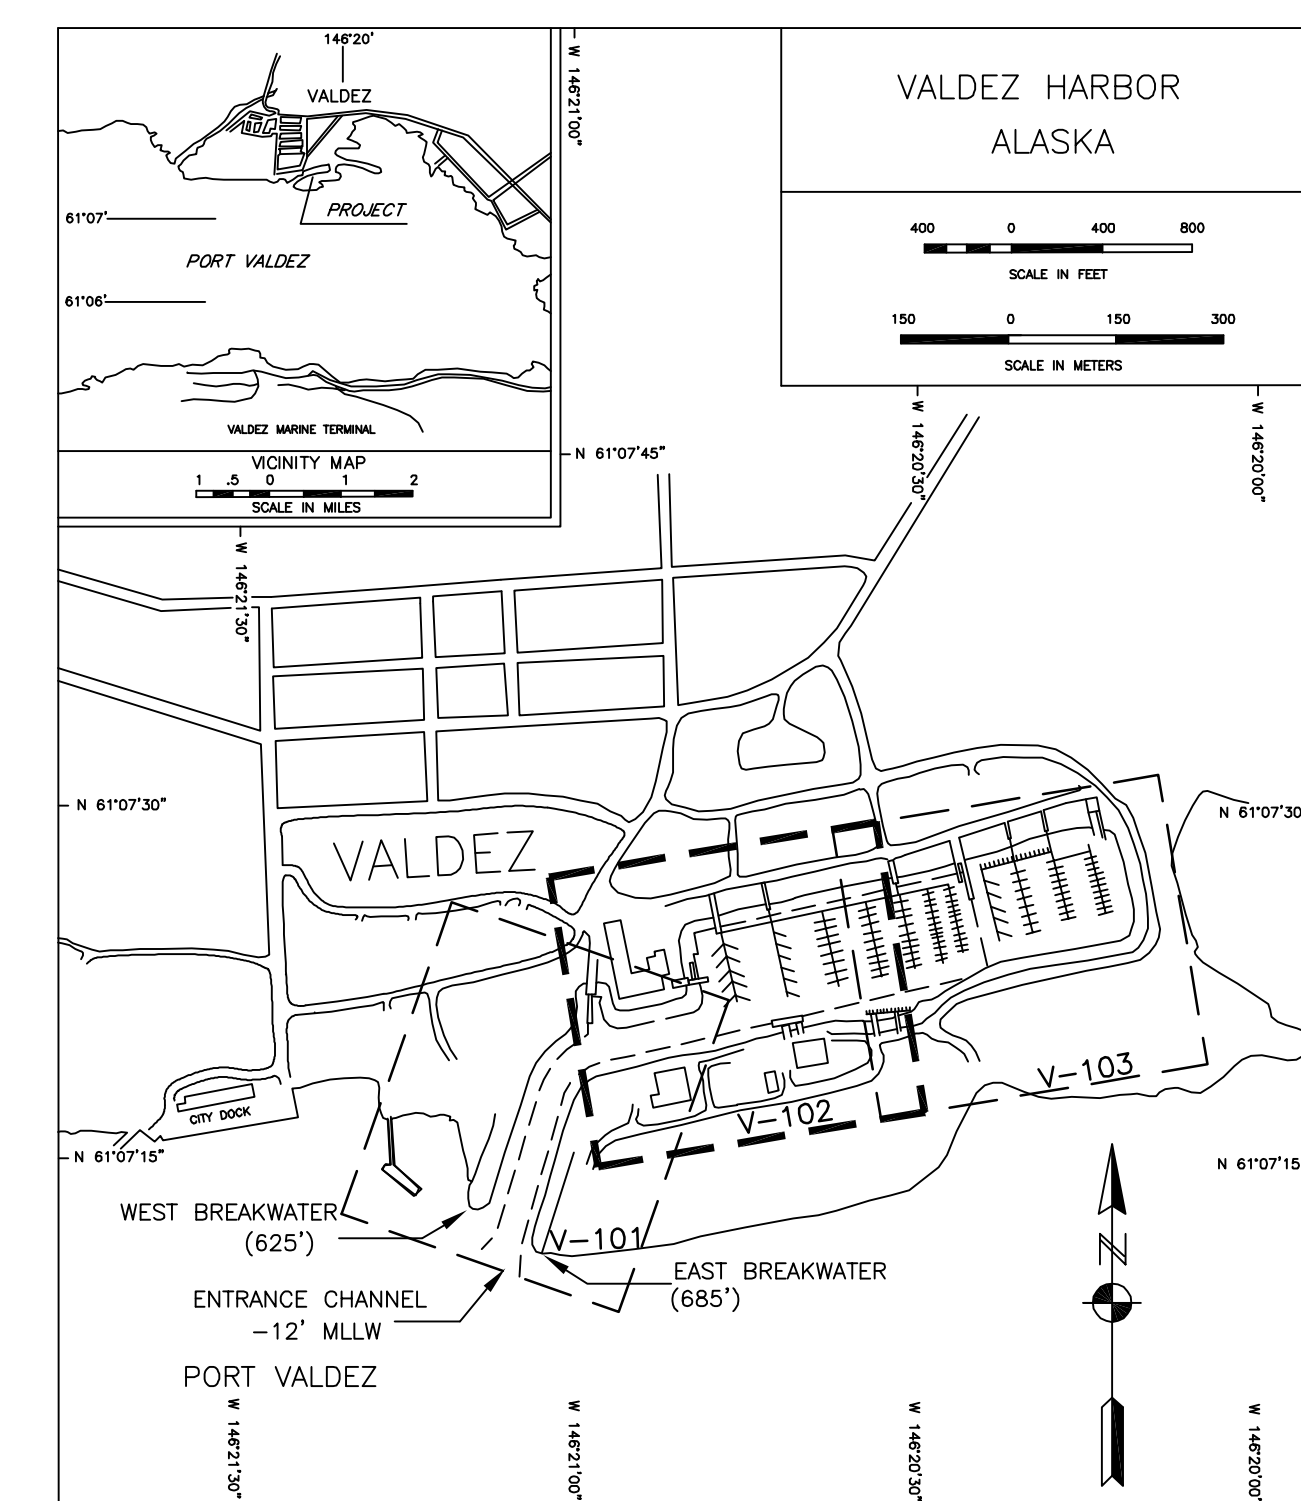 146°20'
VALDEZ
61°07'
PROJECT
PORT VALDEZ
61°06'
VALDEZ MARINE TERMINAL
VICINITY MAP
1 .5 0 1 2
SCALE IN MILES
W 146°21'00"
VALDEZ HARBOR
ALASKA
400 0 400 800
SCALE IN FEET
150 0 150 300
SCALE IN METERS
W 146°20'30"
W 146°20'00"
N 61°07'45"
W 146°21'30"
N 61°07'30"
N 61°07'30
VALDEZ
V-103
CITY DOCK
V-102
N 61°07'15"
N 61°07'15
WEST BREAKWATER
(625')
V-101
EAST BREAKWATER
(685')
ENTRANCE CHANNEL
-12' MLLW
N
PORT VALDEZ
W 146°21'30"
W 146°21'00"
W 146°20'30"
W 146°20'00"